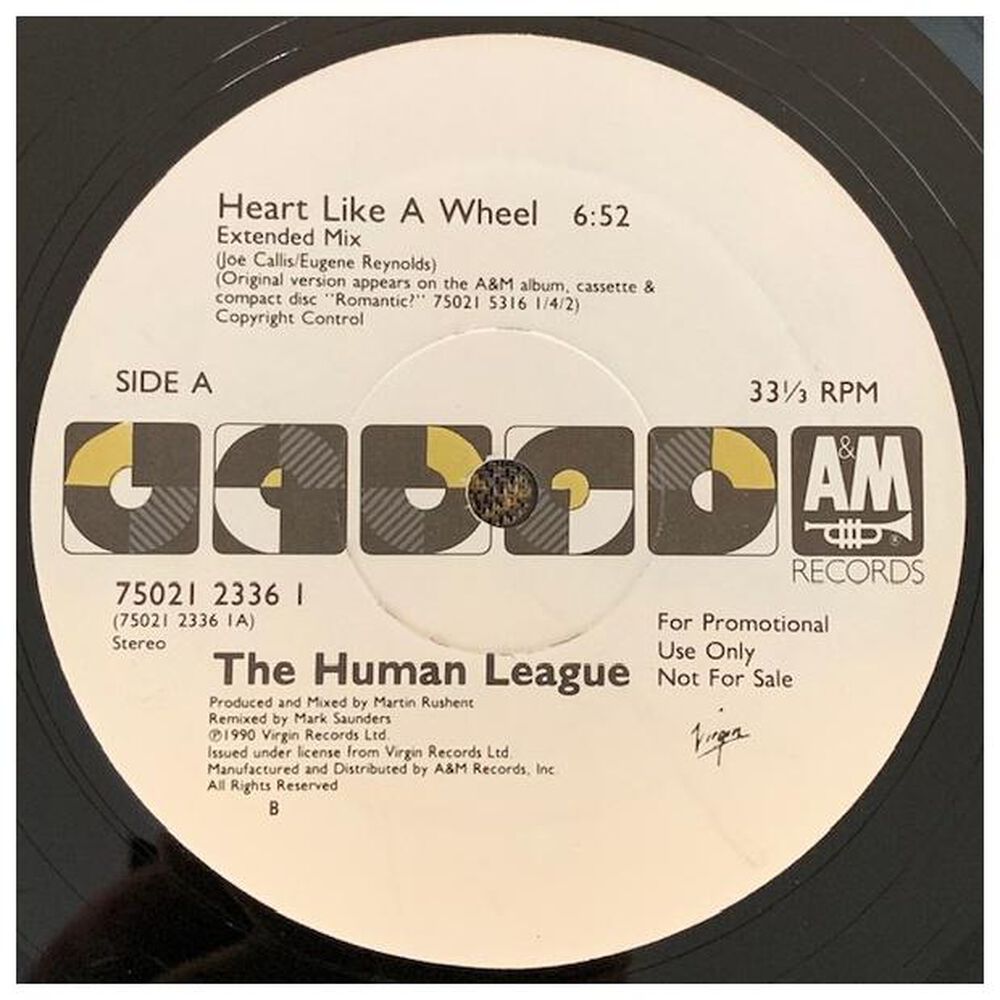 Heart Like A Wheel 6:52
Extended Mix
(Joe Callis/Eugene Reynolds)
(Original version appears on the A&M album, cassette &
compact disc "Romantic?" 75021 5316 1/4/2)
Copyright Control
SIDE A
33⅓ RPM
A&M
®
RECORDS
75021 2336 1
(75021 2336 1A)
Stereo
For Promotional
Use Only
Not For Sale
The Human League
Produced and Mixed by Martin Rushent
Remixed by Mark Saunders
℗1990 Virgin Records Ltd.
Issued under license from Virgin Records Ltd.
Manufactured and Distributed by A&M Records, Inc.
All Rights Reserved
B
Virgin